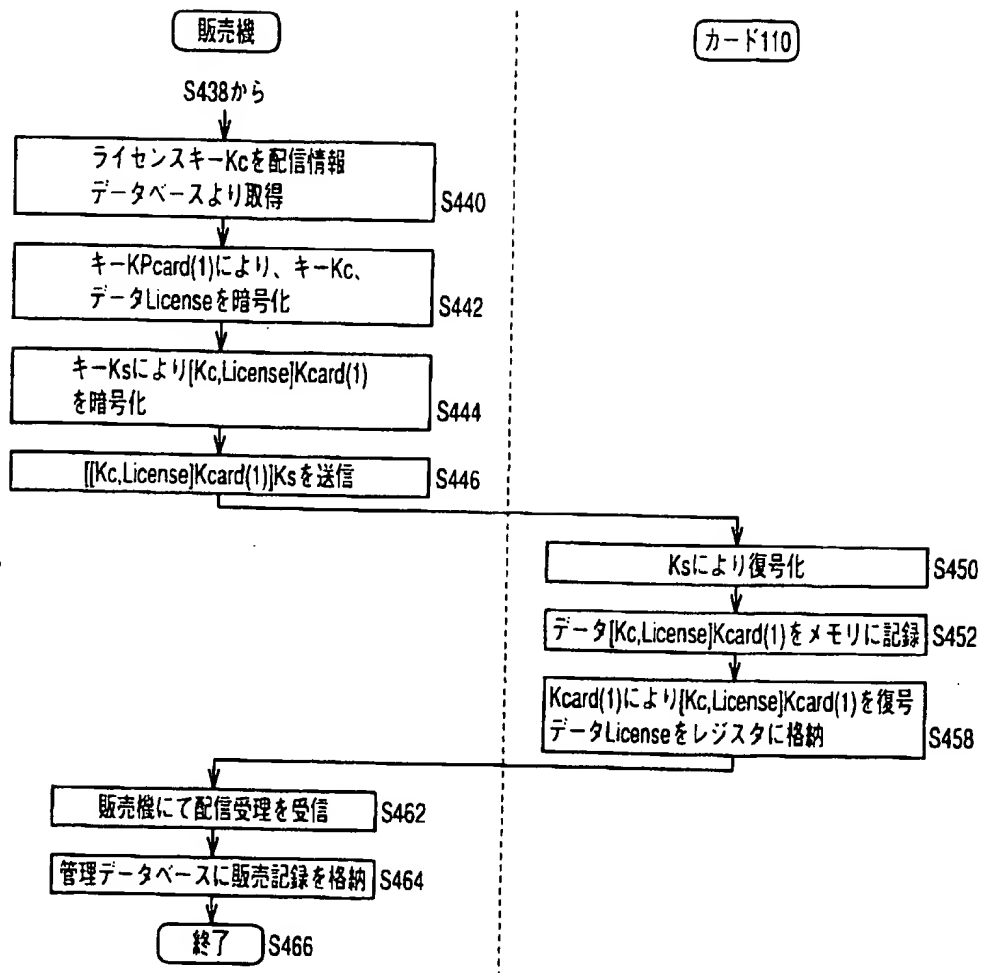 販売機
カード110
S438から
ライセンスキーKcを配信情報
データベースより取得
S440
キーKPcard(1)により、キーKc、
データLicenseを暗号化
S442
キーKsにより[Kc,License]Kcard(1)
を暗号化
S444
[[Kc,License]Kcard(1)]Ksを送信
S446
Ksにより復号化
S450
データ[Kc,License]Kcard(1)をメモリに記録
S452
Kcard(1)により[Kc,License]Kcard(1)を復号
データLicenseをレジスタに格納
S458
販売機にて配信受理を受信
S462
管理データベースに販売記録を格納
S464
終了
S466